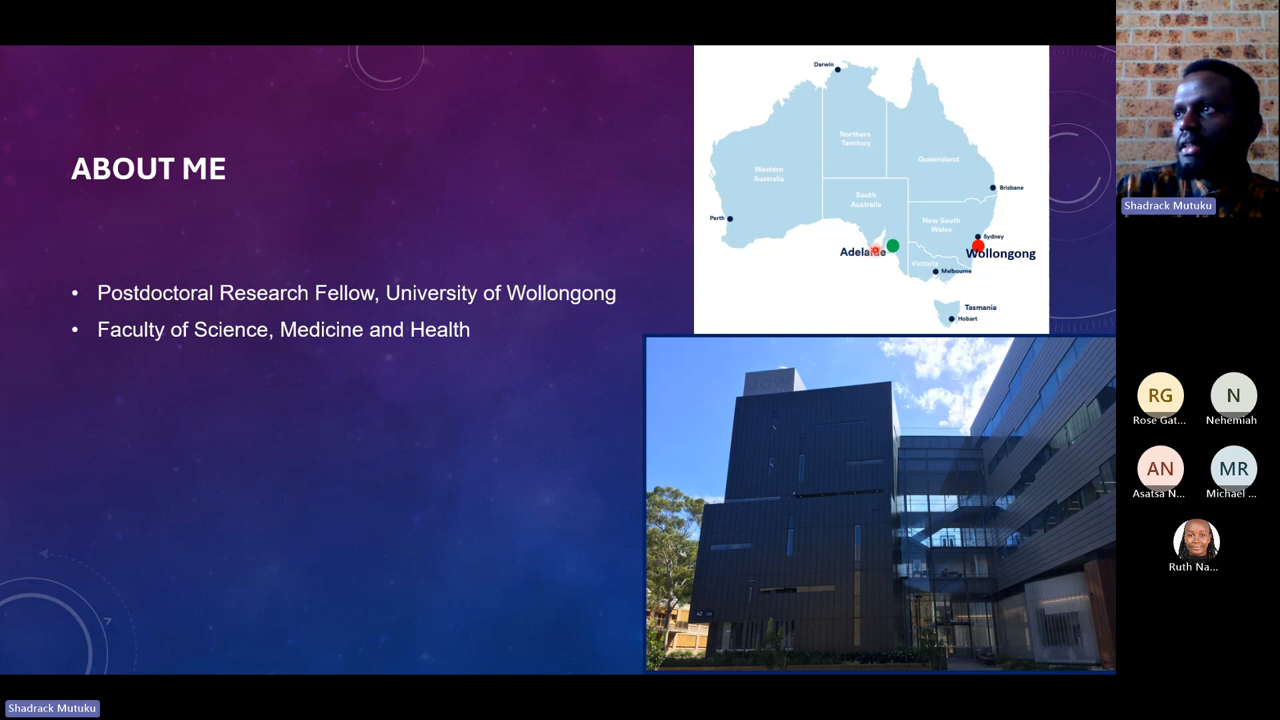 ABOUT ME
• Postdoctoral Research Fellow, University of Wollongong
• Faculty of Science, Medicine and Health
Darwin
Northern
Territory
Queensland
Western
Australia
South
Australia
Brisbane
Perth
New South
Wales
Sydney
Adelaide
Wollongong
Victoria
Melbourne
Tasmania
Hobart
UOW
Shadrack Mutuku
RG
Rose Gat...
N
Nehemiah
AN
Asatsa N...
MR
Michael ...
Ruth Na...
Shadrack Mutuku